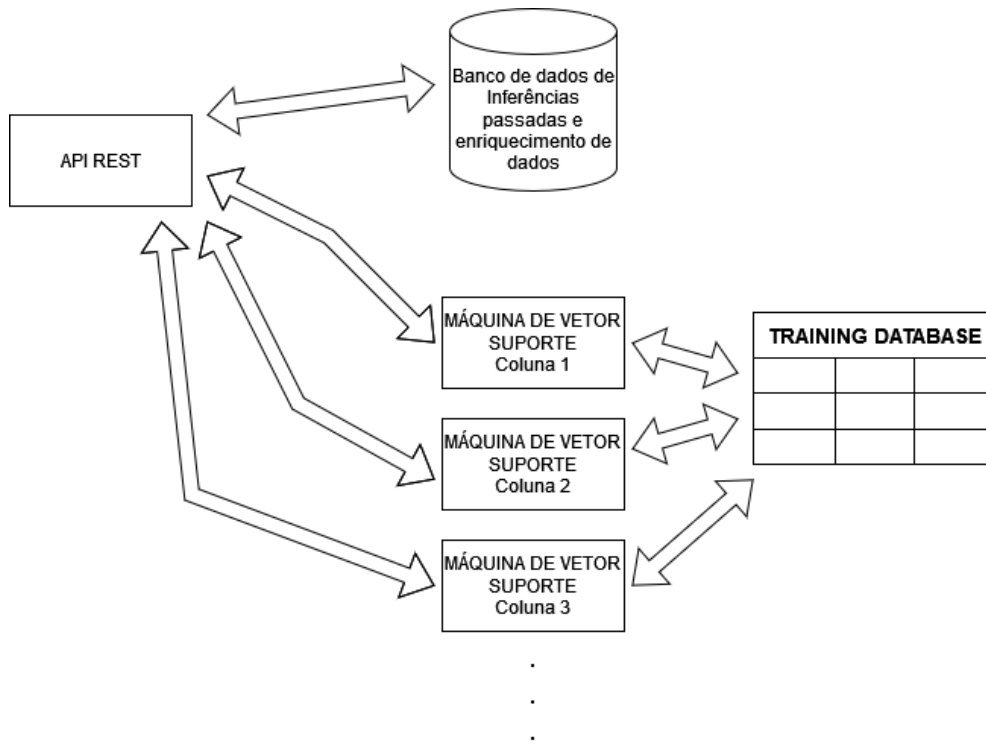 Banco de dados de
Inferências
passadas e
enriquecimento de
dados
API REST
MÁQUINA DE VETOR
SUPORTE
Coluna 1
TRAINING DATABASE
MÁQUINA DE VETOR
SUPORTE
Coluna 2
MÁQUINA DE VETOR
SUPORTE
Coluna 3
.
.
.